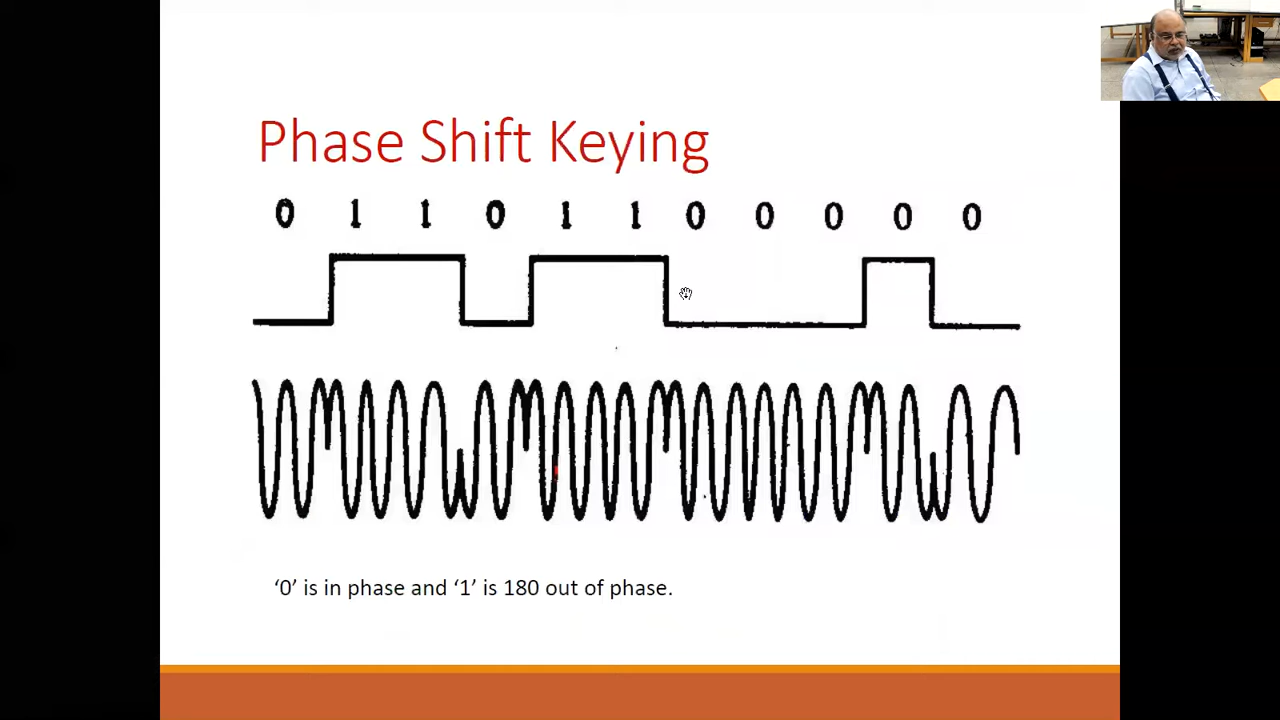 Phase Shift Keying
0 1 1 0 1 1 0 0 0 0 0
‘0’ is in phase and ‘1’ is 180 out of phase.